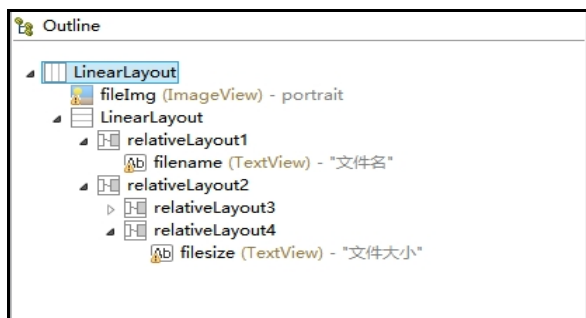 Outline
LinearLayout
fileImg (ImageView) - portrait
LinearLayout
relativeLayout1
filename (TextView) - "文件名"
relativeLayout2
relativeLayout3
relativeLayout4
filesize (TextView) - "文件大小"